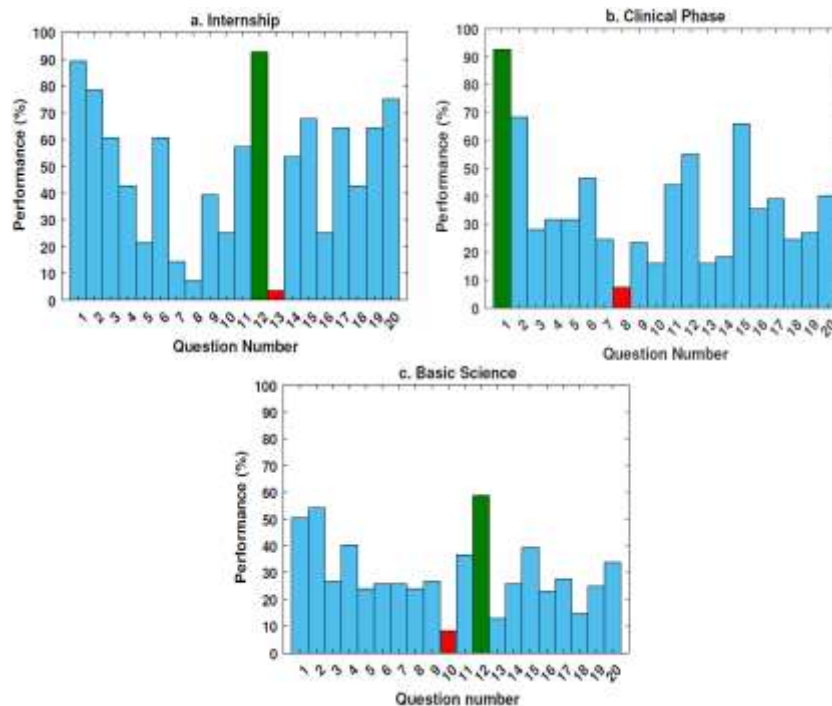 a. Internship
100
90
80
70
60
50
40
30
20
10
0
Performance (%)
1 2 3 4 5 6 7 8 9 10 11 12 13 14 15 16 17 18 19 20
Question Number
b. Clinical Phase
100
90
80
70
60
50
40
30
20
10
0
Performance (%)
1 2 3 4 5 6 7 8 9 10 11 12 13 14 15 16 17 18 19 20
Question Number
c. Basic Science
100
90
80
70
60
50
40
30
20
10
0
Performance (%)
1 2 3 4 5 6 7 8 9 10 11 12 13 14 15 16 17 18 19 20
Question number